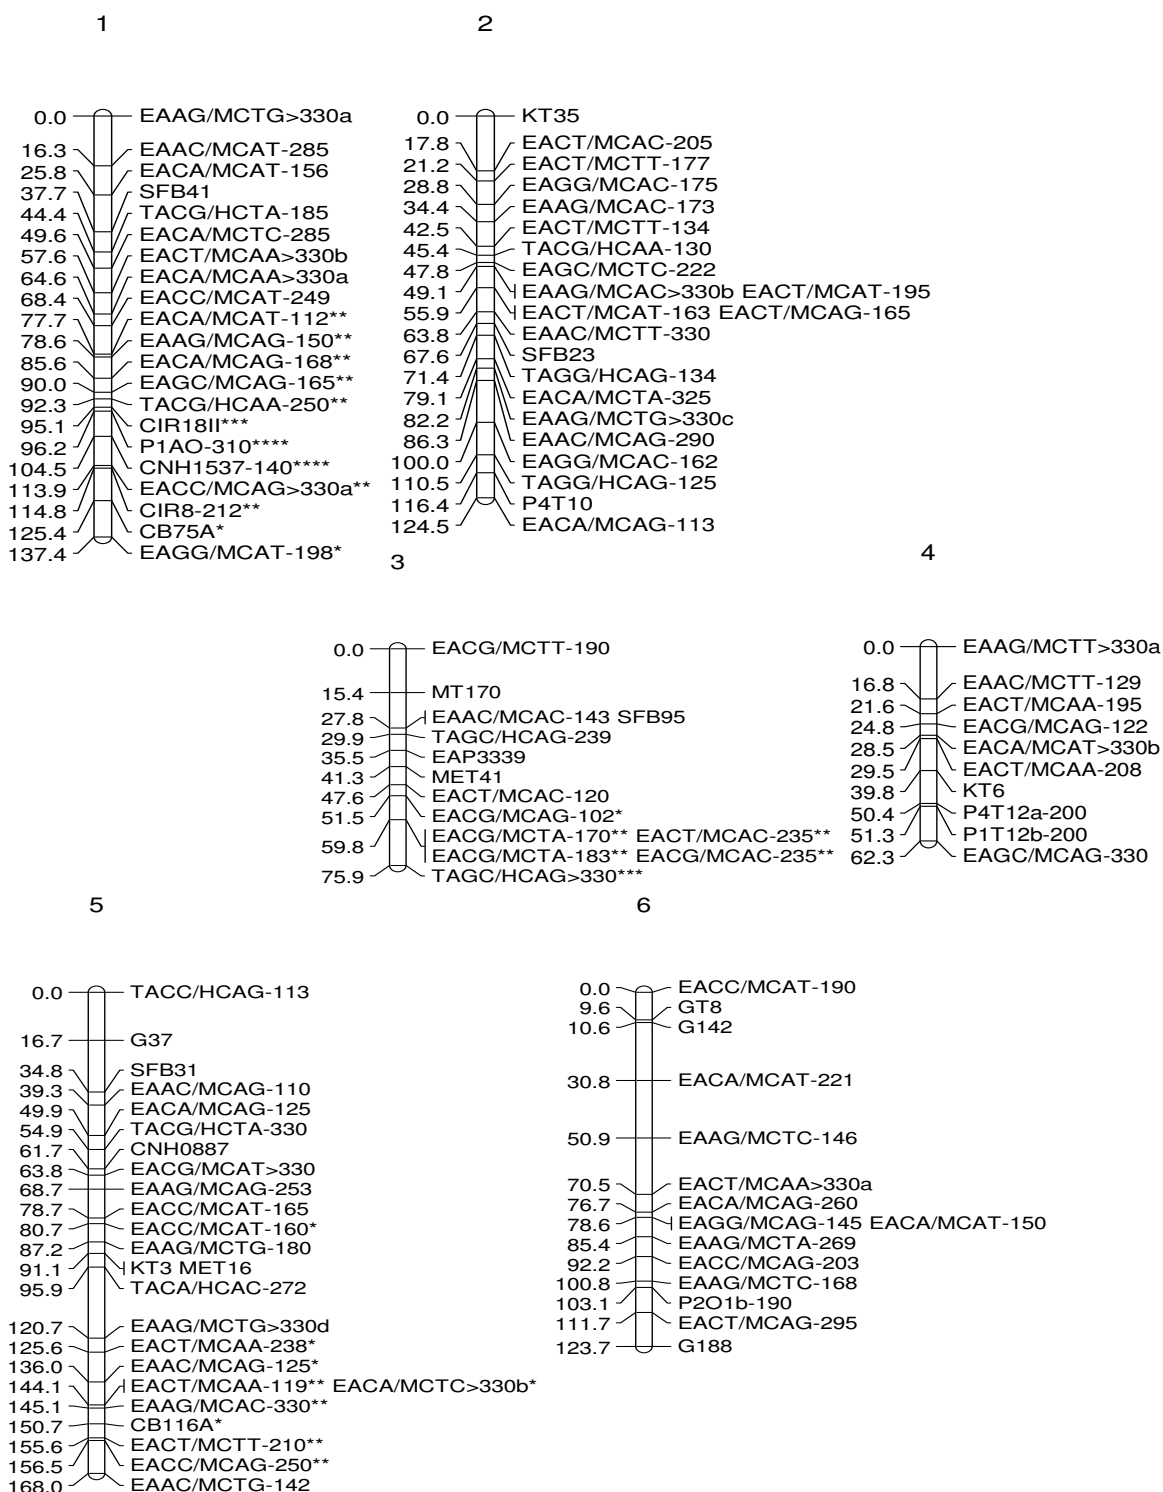 1
0.0 EAAG/MCTG>330a
16.3 EAAC/MCAT-285
25.8 EACA/MCAT-156
37.7 SFB41
44.4 TACG/HCTA-185
49.6 EACA/MCTC-285
57.6 EACT/MCAA>330b
64.6 EACA/MCAA>330a
68.4 EACC/MCAT-249
77.7 EACA/MCAT-112**
78.6 EAAG/MCAG-150**
85.6 EACA/MCAG-168**
90.0 EAGC/MCAG-165**
92.3 TACG/HCAA-250**
95.1 CIR18II***
96.2 P1AO-310****
104.5 CNH1537-140****
113.9 EACC/MCAG>330a**
114.8 CIR8-212**
125.4 CB75A*
137.4 EAGG/MCAT-198*
2
0.0 KT35
17.8 EACT/MCAC-205
21.2 EACT/MCTT-177
28.8 EAGG/MCAC-175
34.4 EAAG/MCAC-173
42.5 EACT/MCTT-134
45.4 TACG/HCAA-130
47.8 EAGC/MCTC-222
49.1 EAAG/MCAC>330b EACT/MCAT-195
55.9 EACT/MCAT-163 EACT/MCAG-165
63.8 EAAC/MCTT-330
67.6 SFB23
71.4 TAGG/HCAG-134
79.1 EACA/MCTA-325
82.2 EAAG/MCTG>330c
86.3 EAAC/MCAG-290
100.0 EAGG/MCAC-162
110.5 TAGG/HCAG-125
116.4 P4T10
124.5 EACA/MCAG-113
3
0.0 EACG/MCTT-190
15.4 MT170
27.8 EAAC/MCAC-143 SFB95
29.9 TAGC/HCAG-239
35.5 EAP3339
41.3 MET41
47.6 EACT/MCAC-120
51.5 EACG/MCAG-102*
59.8 EACG/MCTA-170** EACT/MCAC-235**
EACG/MCTA-183** EACG/MCAC-235**
75.9 TAGC/HCAG>330***
4
0.0 EAAG/MCTT>330a
16.8 EAAC/MCTT-129
21.6 EACT/MCAA-195
24.8 EACG/MCAG-122
28.5 EACA/MCAT>330b
29.5 EACT/MCAA-208
39.8 KT6
50.4 P4T12a-200
51.3 P1T12b-200
62.3 EAGC/MCAG-330
5
0.0 TACC/HCAG-113
16.7 G37
34.8 SFB31
39.3 EAAC/MCAG-110
49.9 EACA/MCAG-125
54.9 TACG/HCTA-330
61.7 CNH0887
63.8 EACG/MCAT>330
68.7 EAAG/MCAG-253
78.7 EACC/MCAT-165
80.7 EACC/MCAT-160*
87.2 EAAG/MCTG-180
91.1 KT3 MET16
95.9 TACA/HCAC-272
120.7 EAAG/MCTG>330d
125.6 EACT/MCAA-238*
136.0 EAAC/MCAG-125*
144.1 EACT/MCAA-119** EACA/MCTC>330b*
145.1 EAAG/MCAC-330**
150.7 CB116A*
155.6 EACT/MCTT-210**
156.5 EACC/MCAG-250**
168.0 EAAC/MCTG-142
6
0.0 EACC/MCAT-190
9.6 GT8
10.6 G142
30.8 EACA/MCAT-221
50.9 EAAG/MCTC-146
70.5 EACT/MCAA>330a
76.7 EACA/MCAG-260
78.6 EAGG/MCAG-145 EACA/MCAT-150
85.4 EAAG/MCTA-269
92.2 EACC/MCAG-203
100.8 EAAG/MCTC-168
103.1 P2O1b-190
111.7 EACT/MCAG-295
123.7 G188